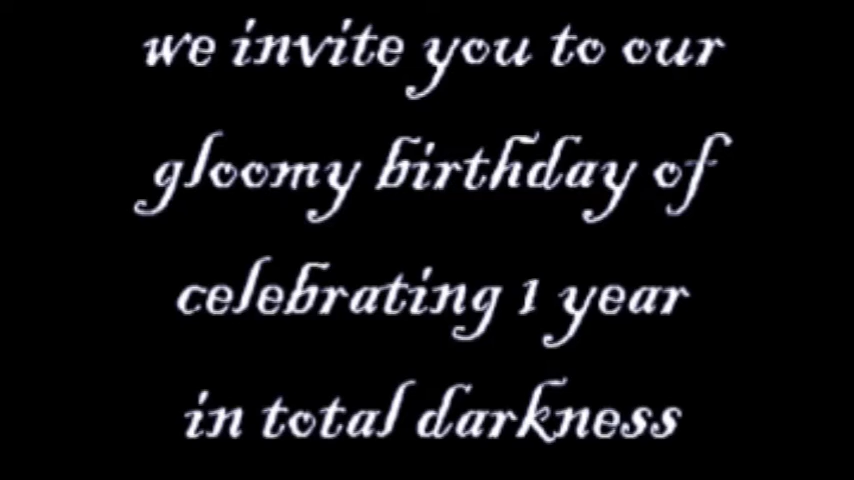 we invite you to our
gloomy birthday of
celebrating 1 year
in total darkness